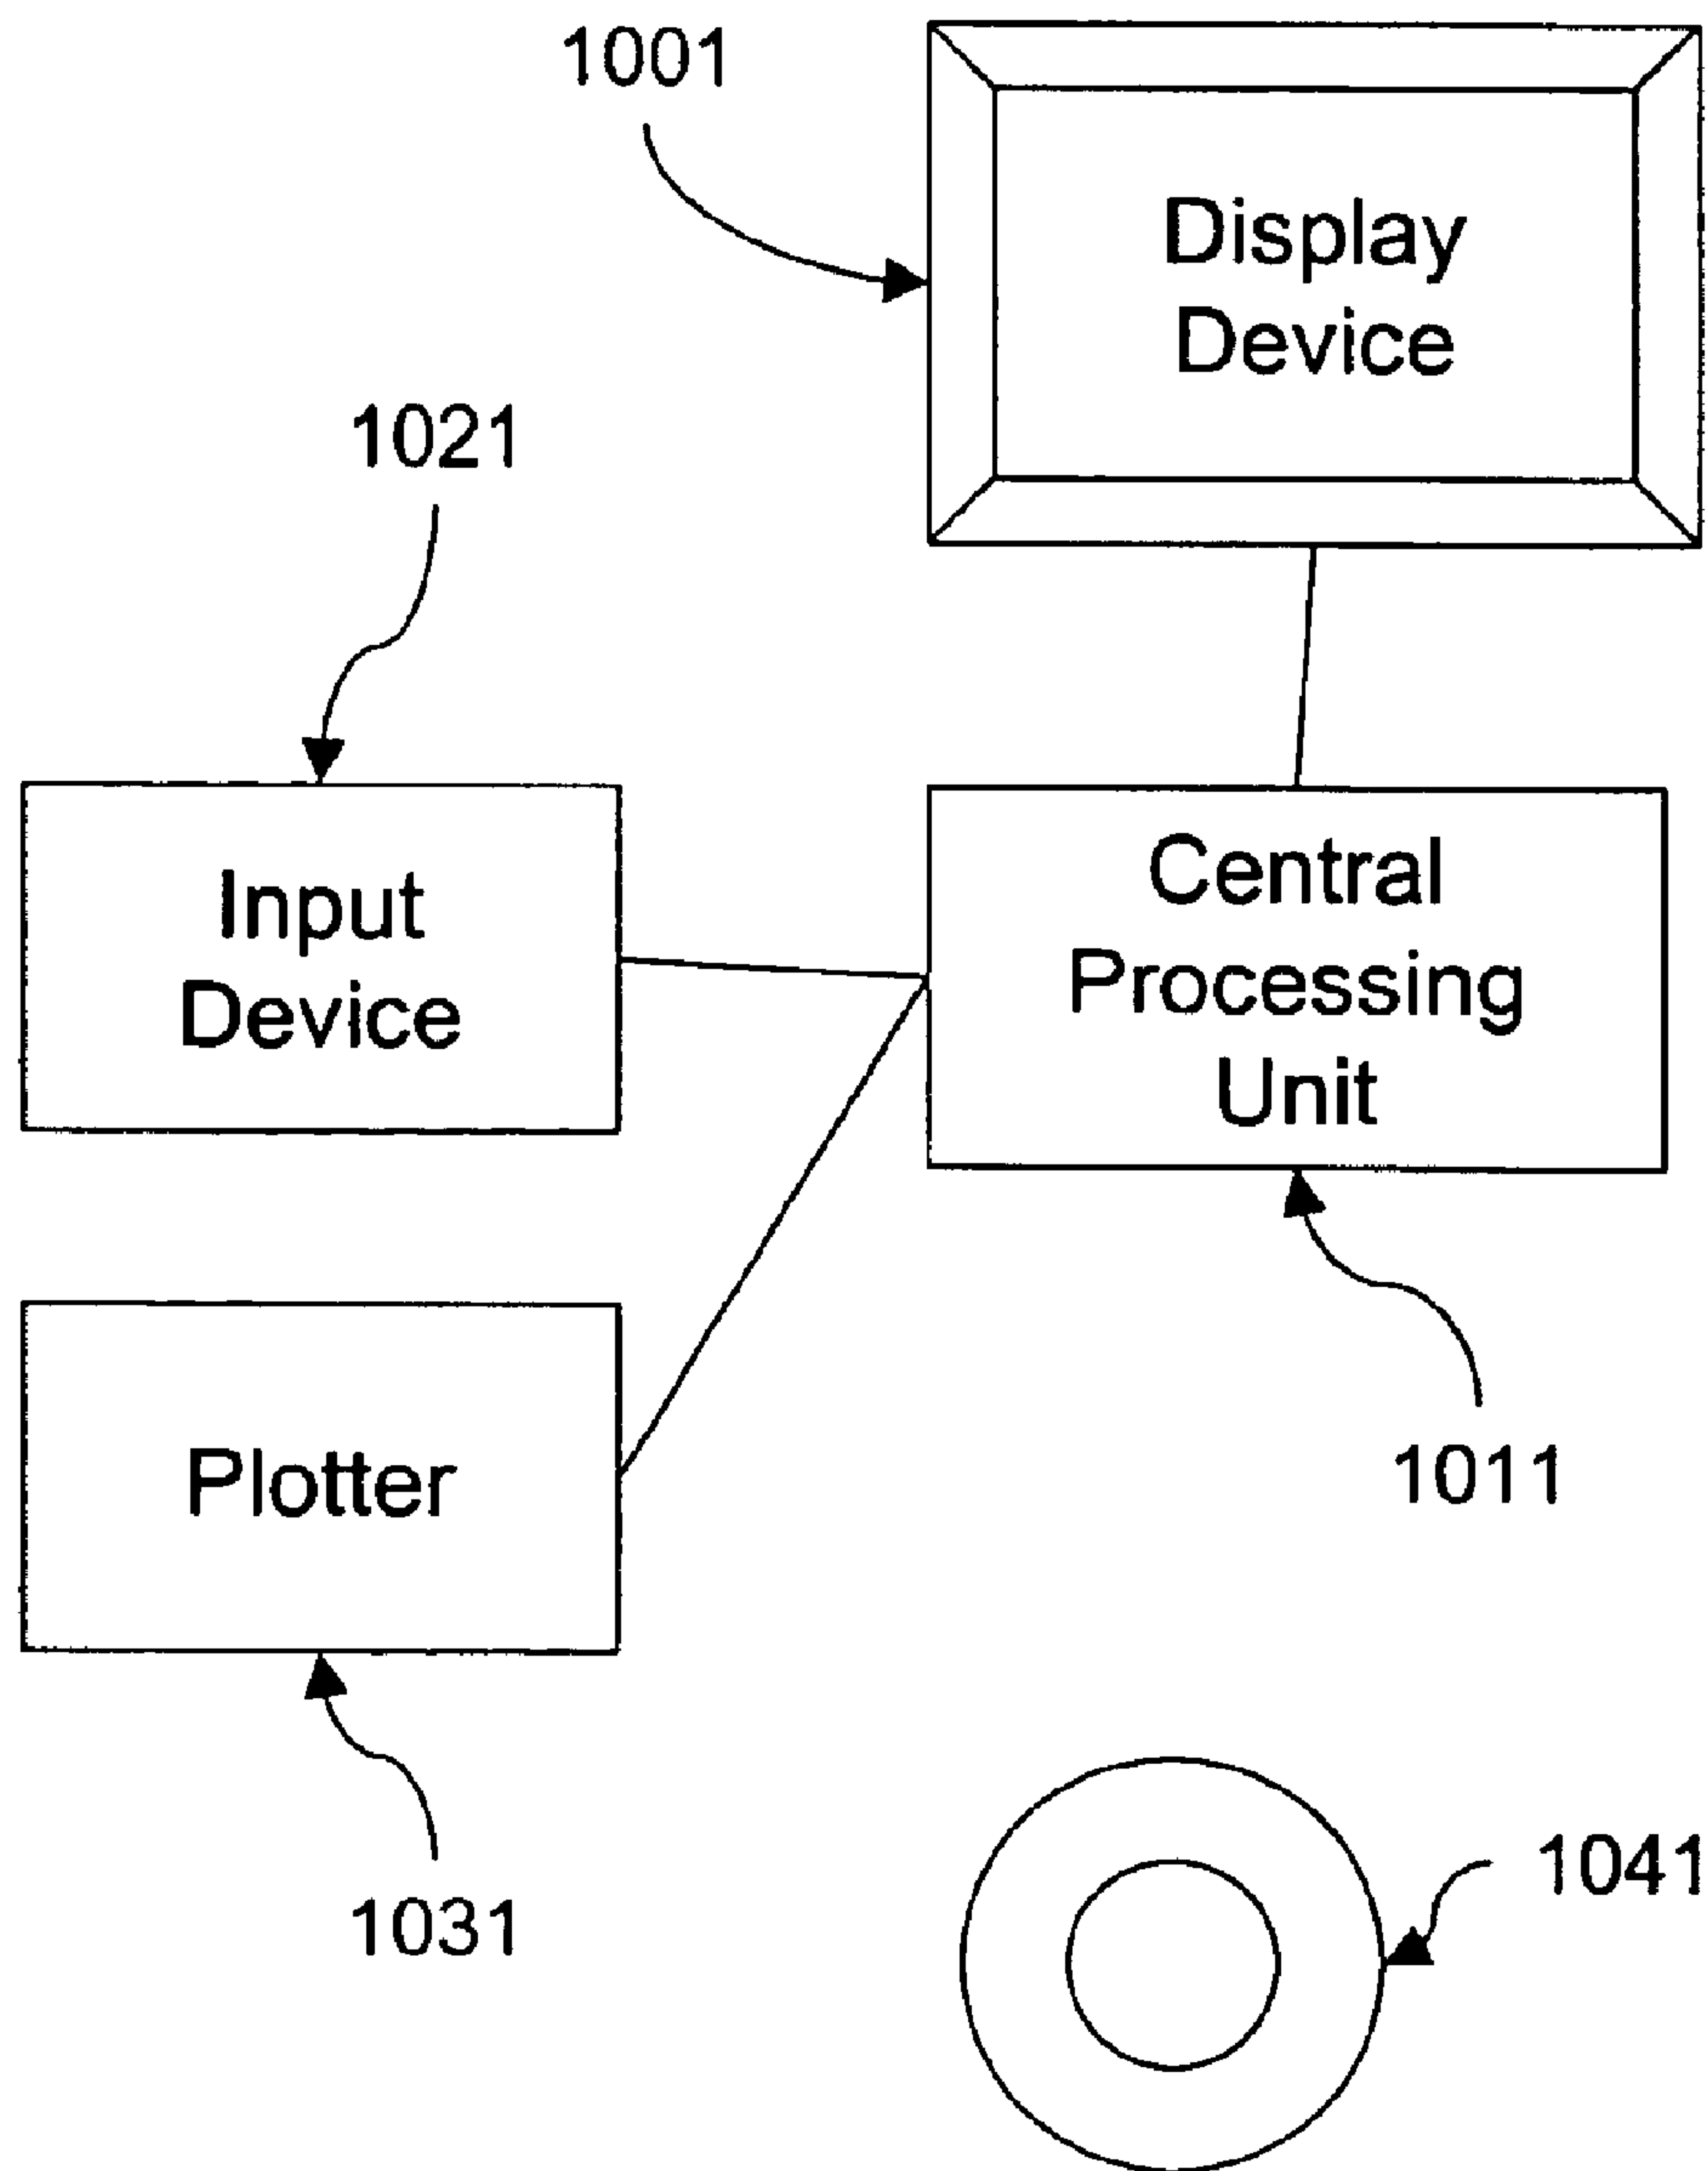 1001
Display
Device
1021
Input
Device
Central
Processing
Unit
Plotter
1011
1031
1041